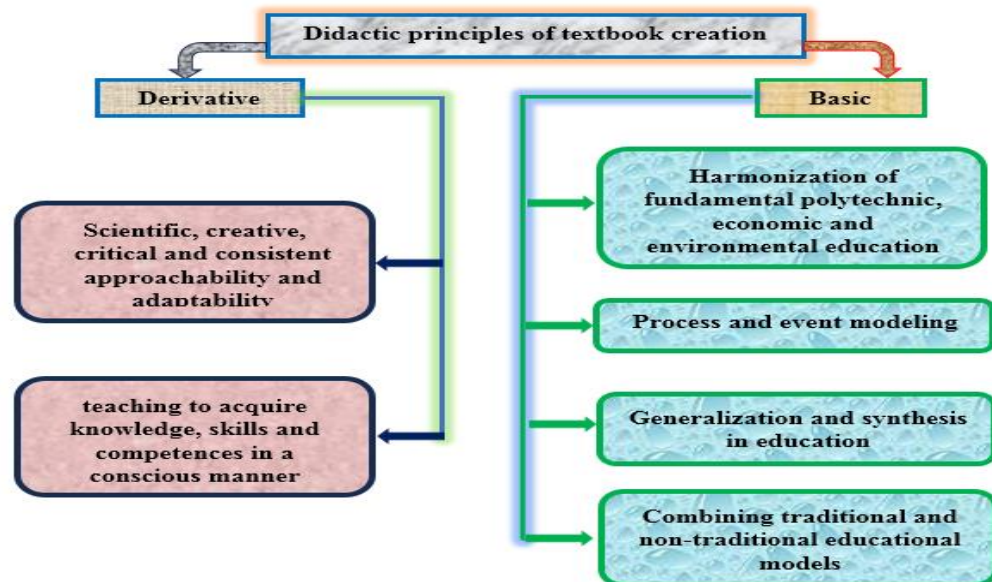 Didactic principles of textbook creation
Derivative
Basic
Scientific, creative,
critical and consistent
approachability and
adaptability
teaching to acquire
knowledge, skills and
competences in a
conscious manner
Harmonization of
fundamental polytechnic,
economic and
environmental education
Process and event modeling
Generalization and synthesis
in education
Combining traditional and
non-traditional educational
models